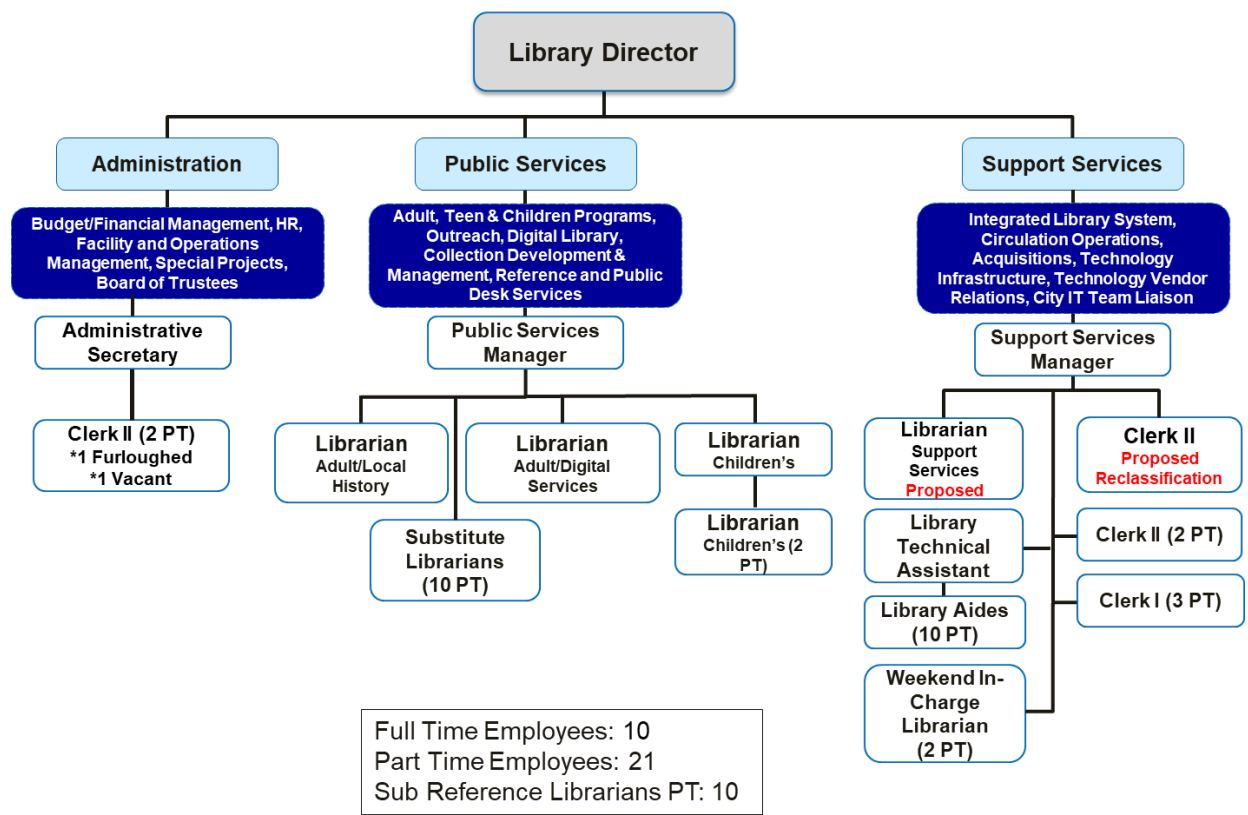 Library Director
Administration
Public Services
Support Services
Budget/Financial Management, HR,
Facility and Operations
Management, Special Projects,
Board of Trustees
Adult, Teen & Children Programs,
Outreach, Digital Library,
Collection Development &
Management, Reference and Public
Desk Services
Integrated Library System,
Circulation Operations,
Acquisitions, Technology
Infrastructure, Technology Vendor
Relations, City IT Team Liaison
Administrative
Secretary
Public Services
Manager
Support Services
Manager
Clerk II (2 PT)
*1 Furloughed
*1 Vacant
Librarian
Adult/Local
History
Librarian
Adult/Digital
Services
Librarian
Children's
Substitute
Librarians
(10 PT)
Librarian
Children's (2
PT)
Librarian
Support
Services
Proposed
Clerk II
Proposed
Reclassification
Library
Technical
Assistant
Clerk II (2 PT)
Library Aides
(10 PT)
Clerk I (3 PT)
Weekend In-
Charge
Librarian
(2 PT)
Full Time Employees: 10
Part Time Employees: 21
Sub Reference Librarians PT: 10